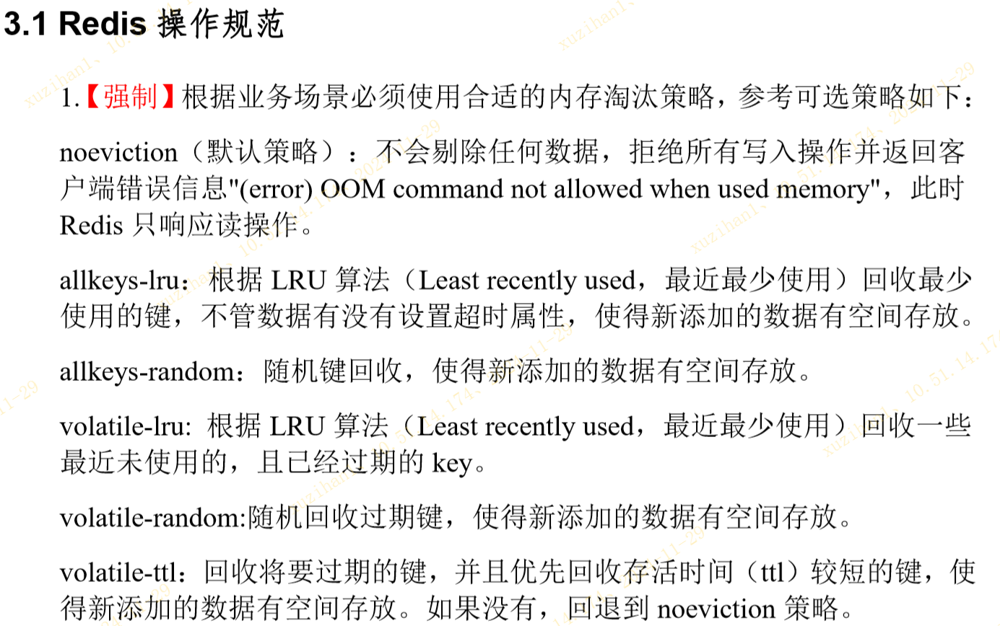 3.1 Redis 操作规范
1.【强制】根据业务场景必须使用合适的内存淘汰策略，参考可选策略如下：
noeviction（默认策略）：不会剔除任何数据，拒绝所有写入操作并返回客
户端错误信息"(error) OOM command not allowed when used memory"，此时
Redis 只响应读操作。
allkeys-lru：根据 LRU 算法（Least recently used，最近最少使用）回收最少
使用的键，不管数据有没有设置超时属性，使得新添加的数据有空间存放。
allkeys-random：随机键回收，使得新添加的数据有空间存放。
volatile-lru: 根据 LRU 算法（Least recently used，最近最少使用）回收一些
最近未使用的，且已经过期的 key。
volatile-random:随机回收过期键，使得新添加的数据有空间存放。
volatile-ttl：回收将要过期的键，并且优先回收存活时间（ttl）较短的键，使
得新添加的数据有空间存放。如果没有，回退到 noeviction 策略。